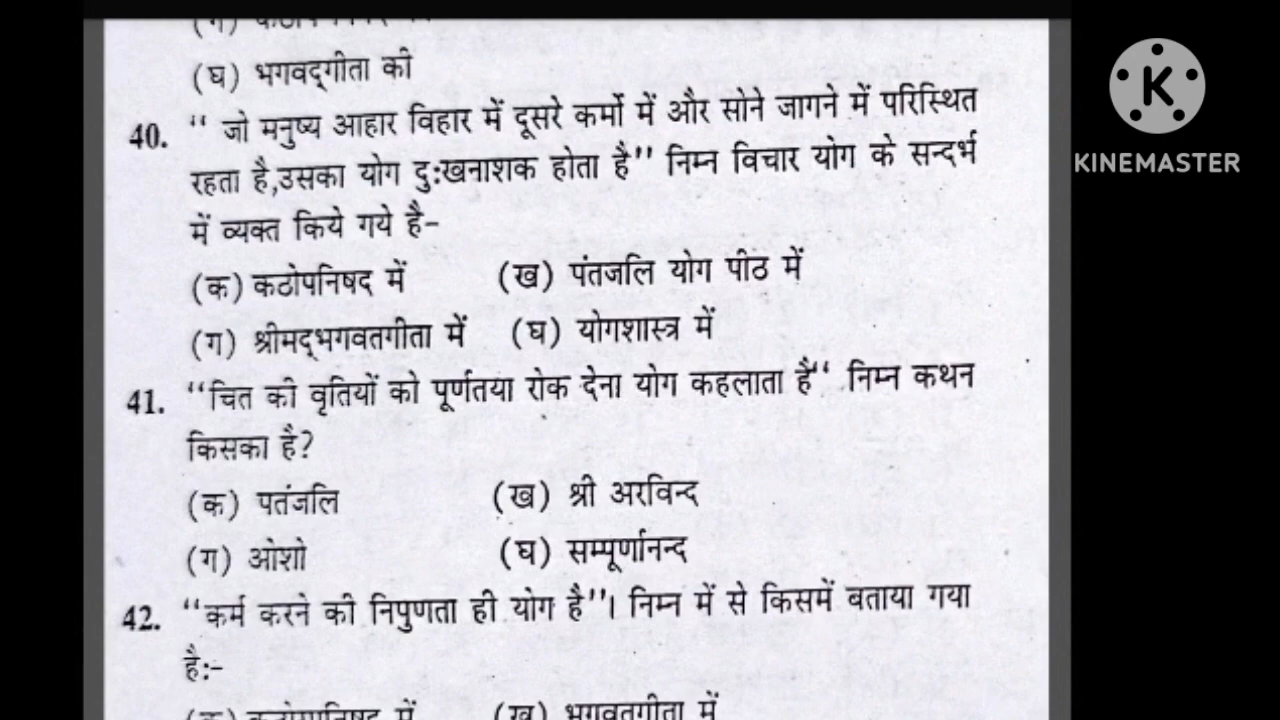 (घ) भगवद्गीता की
40. " जो मनुष्य आहार विहार में दूसरे कर्मो में और सोने जागने में परिस्थित
रहता है,उसका योग दुःखनाशक होता है" निम्न विचार योग के सन्दर्भ
में व्यक्त किये गये है-
(क) कठोपनिषद में (ख) पंतजलि योग पीठ में
(ग) श्रीमद्भगवतगीता में (घ) योगशास्त्र में
41. "चित की वृतियों को पूर्णतया रोक देना योग कहलाता है" निम्न कथन
किसका है?
(क) पतंजलि (ख) श्री अरविन्द
(ग) ओशो (घ) सम्पूर्णानन्द
42. "कर्म करने की निपुणता ही योग है"। निम्न में से किसमें बताया गया
है:-
(ख) भगवतगीता में
K
KINEMASTER